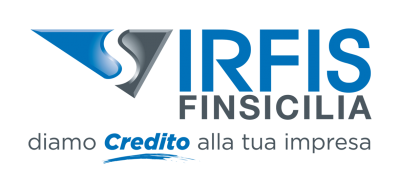 IRFIS
FINSICILIA
diamo Credito alla tua impresa